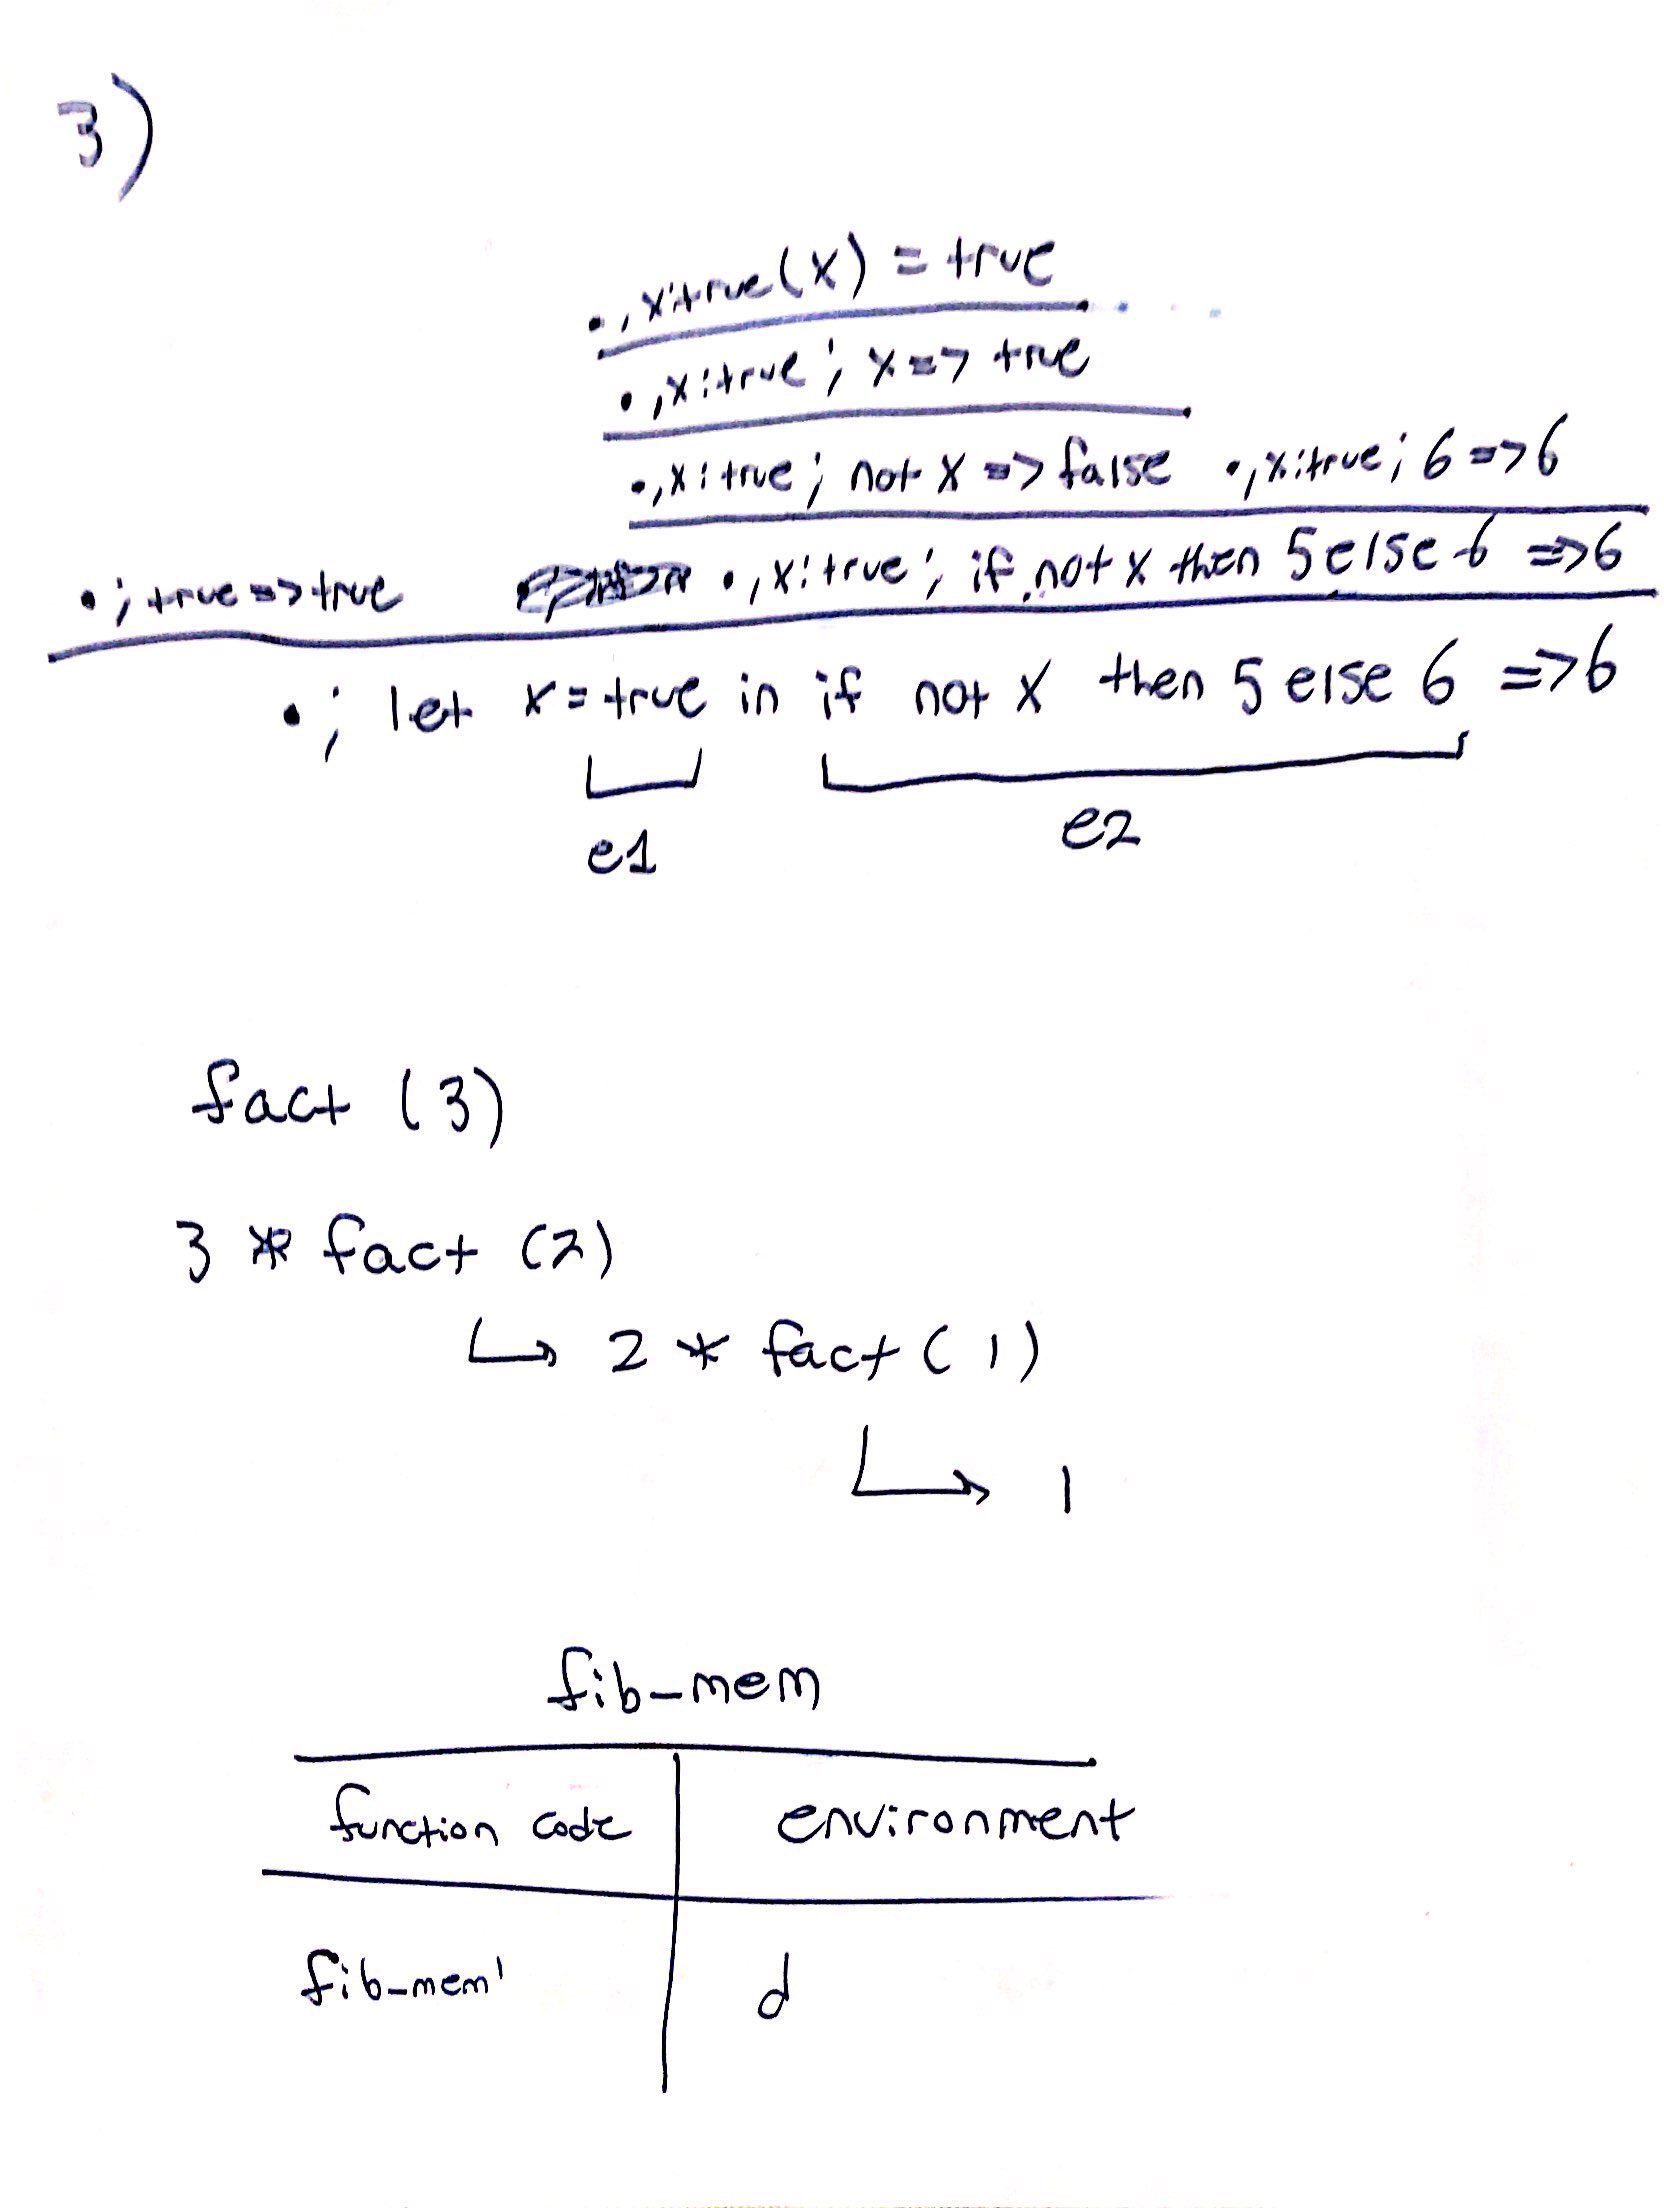 3)
•,x:true(x) = true
•,x:true; x => true
•,x:true; not x => false •,x:true; 6 => 6
•; true => true •,x:true; if not x then 5 else 6 => 6
•; let x = true in if not x then 5 else 6 => 6
e1 e2
fact (3)
3 * fact (2)
↳ 2 * fact ( 1 )
↳ 1
fib-mem
function code environment
fib-mem' d